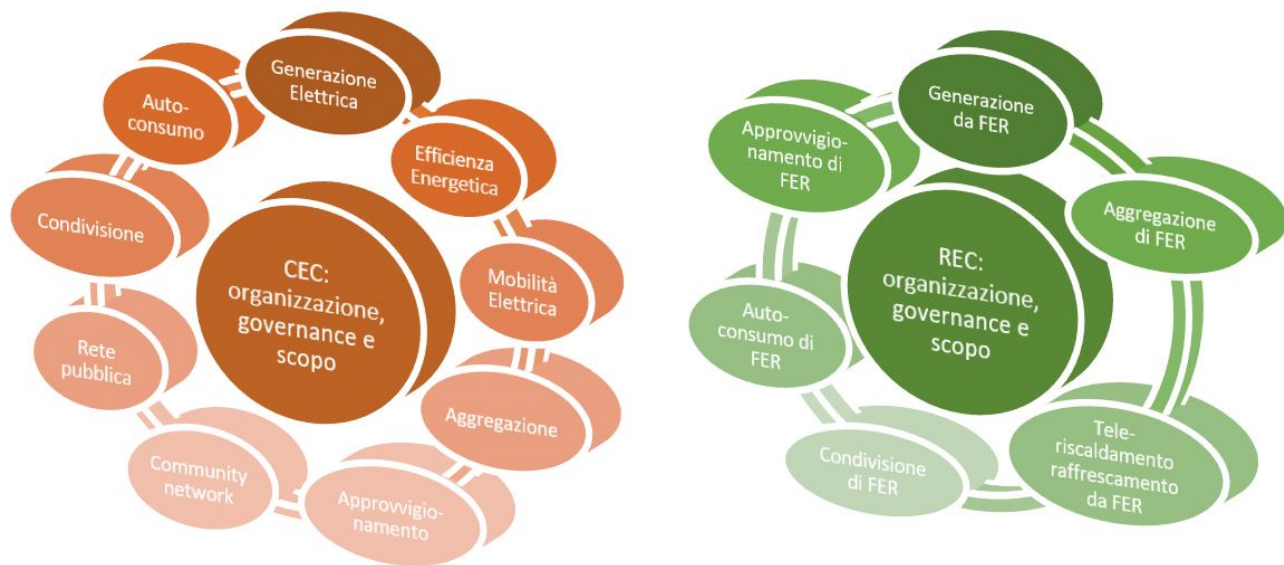 Generazione
Elettrica
Efficienza
Energetica
Mobilità
Elettrica
Aggregazione
Approvvigio-
namento
Community
network
Rete
pubblica
Condivisione
Auto-
consumo
CEC:
organizzazione,
governance e
scopo
Generazione
da FER
Aggregazione
di FER
Tele-
riscaldamento
raffrescamento
da FER
Condivisione
di FER
Auto-
consumo di
FER
Approvvigio-
namento di
FER
REC:
organizzazione,
governance e
scopo